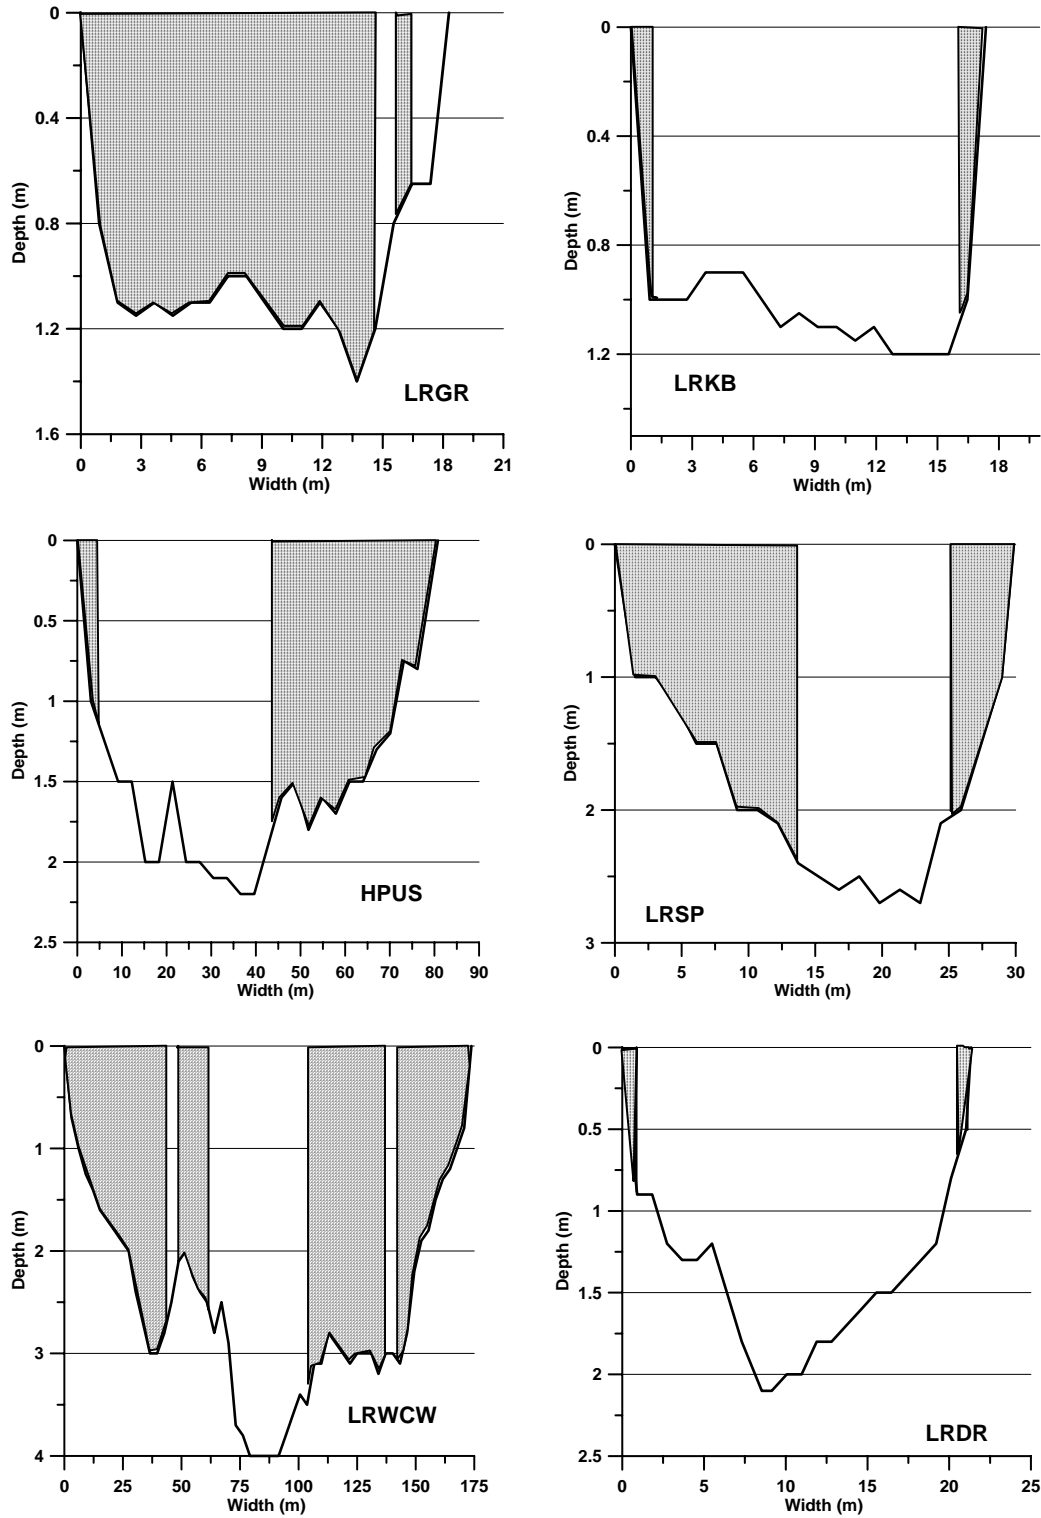 0
0.4
0.8
1.2
1.6
Depth (m)
0 3 6 9 12 15 18 21
Width (m)
LRGR
0
0.4
0.8
1.2
Depth (m)
0 3 6 9 12 15 18
Width (m)
LRKB
0
0.5
1
1.5
2
2.5
Depth (m)
0 10 20 30 40 50 60 70 80 90
Width (m)
HPUS
0
1
2
3
Depth (m)
0 5 10 15 20 25 30
Width (m)
LRSP
0
1
2
3
4
Depth (m)
0 25 50 75 100 125 150 175
Width (m)
LRWCW
0
0.5
1
1.5
2
2.5
Depth (m)
0 5 10 15 20 25
Width (m)
LRDR